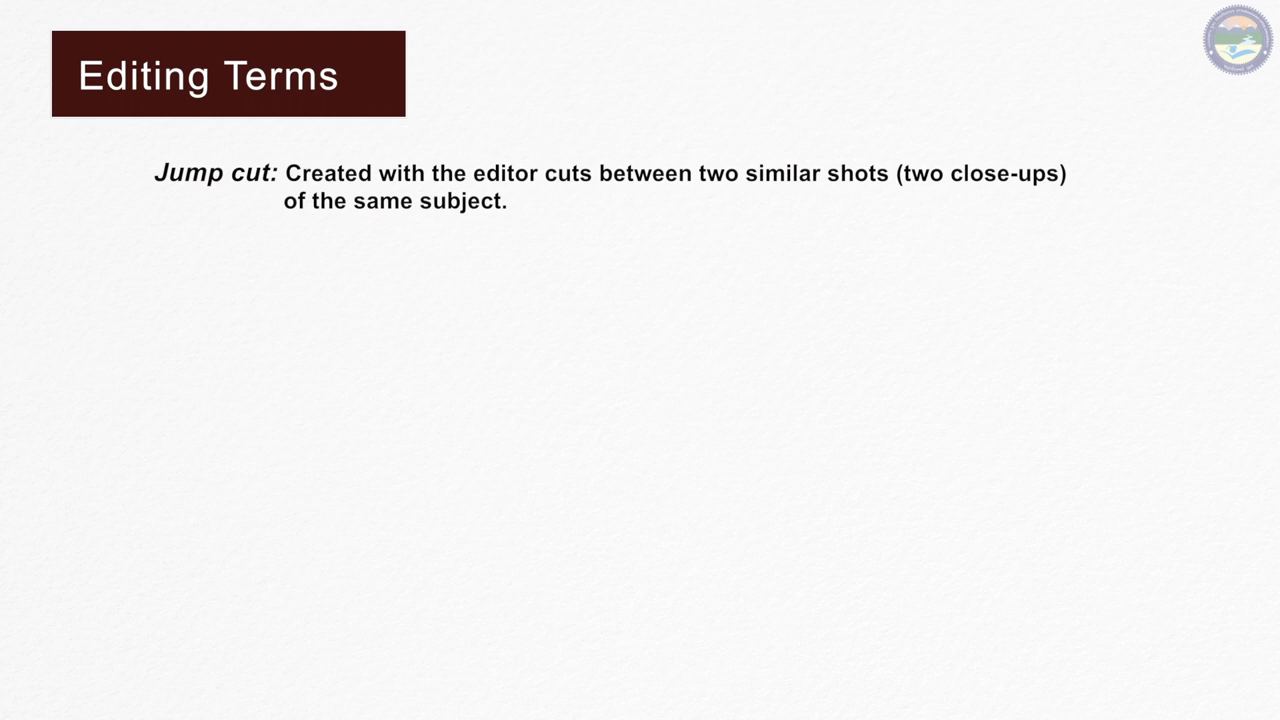 Editing Terms
Jump cut: Created with the editor cuts between two similar shots (two close-ups)
of the same subject.